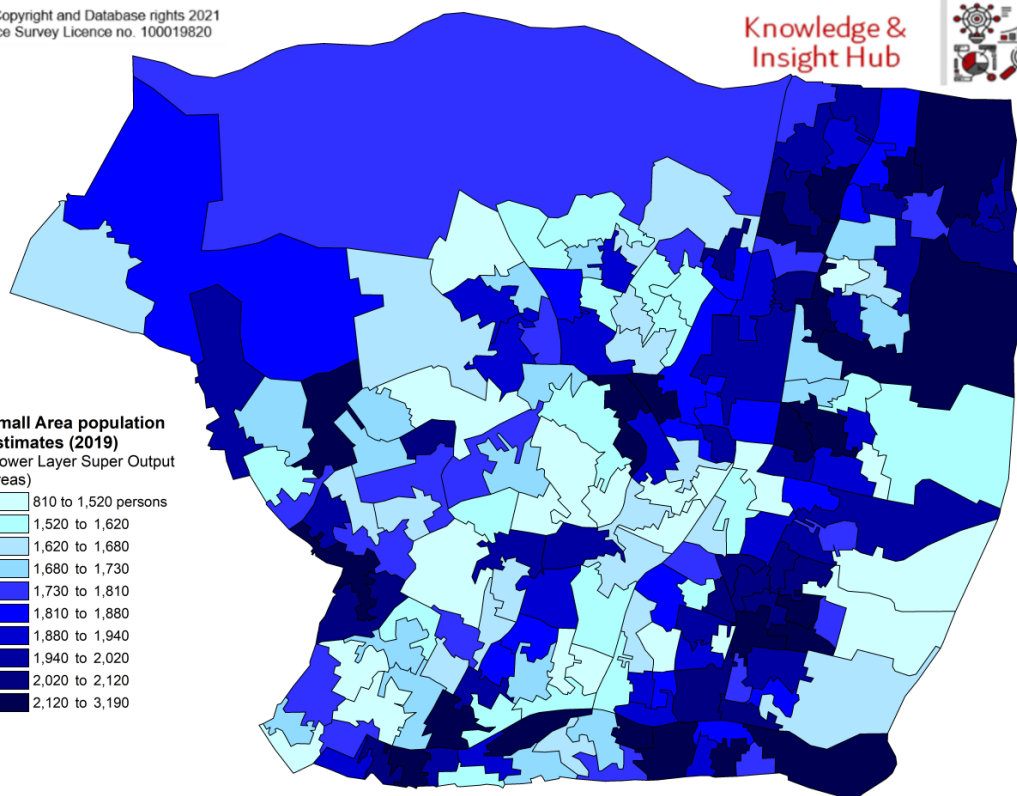 Copyright and Database rights 2021
ce Survey Licence no. 100019820
Knowledge &
Insight Hub
mall Area population
stimates (2019)
ower Layer Super Output
reas)
810 to 1,520 persons
1,520 to 1,620
1,620 to 1,680
1,680 to 1,730
1,730 to 1,810
1,810 to 1,880
1,880 to 1,940
1,940 to 2,020
2,020 to 2,120
2,120 to 3,190